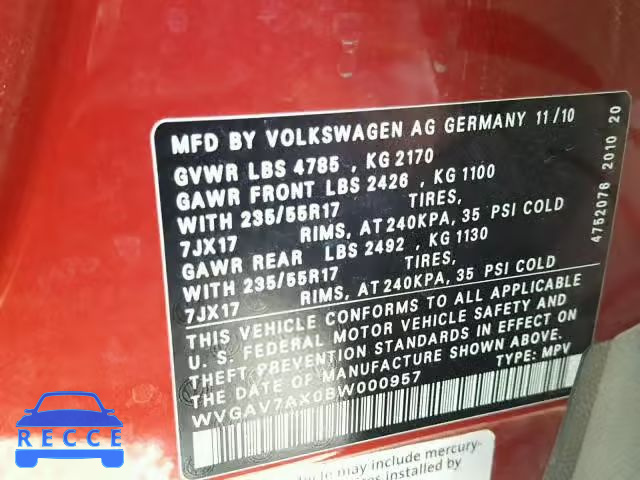 MFD BY VOLKSWAGEN AG GERMANY 11/10
GVWR LBS 4785 , KG 2170
GAWR FRONT LBS 2426 , KG 1100
WITH 235/55R17 TIRES,
7JX17 RIMS, AT 240KPA, 35 PSI COLD
GAWR REAR LBS 2492 , KG 1130
WITH 235/55R17 TIRES,
7JX17 RIMS, AT 240KPA, 35 PSI COLD
THIS VEHICLE CONFORMS TO ALL APPLICABLE
U. S. FEDERAL MOTOR VEHICLE SAFETY AND
THEFT PREVENTION STANDARDS IN EFFECT ON
THE DATE OF MANUFACTURE SHOWN ABOVE.
WVGAV7AX0BW000957 TYPE: MPV
4752076 2010 20
may include mercury-
installed by
RECCE